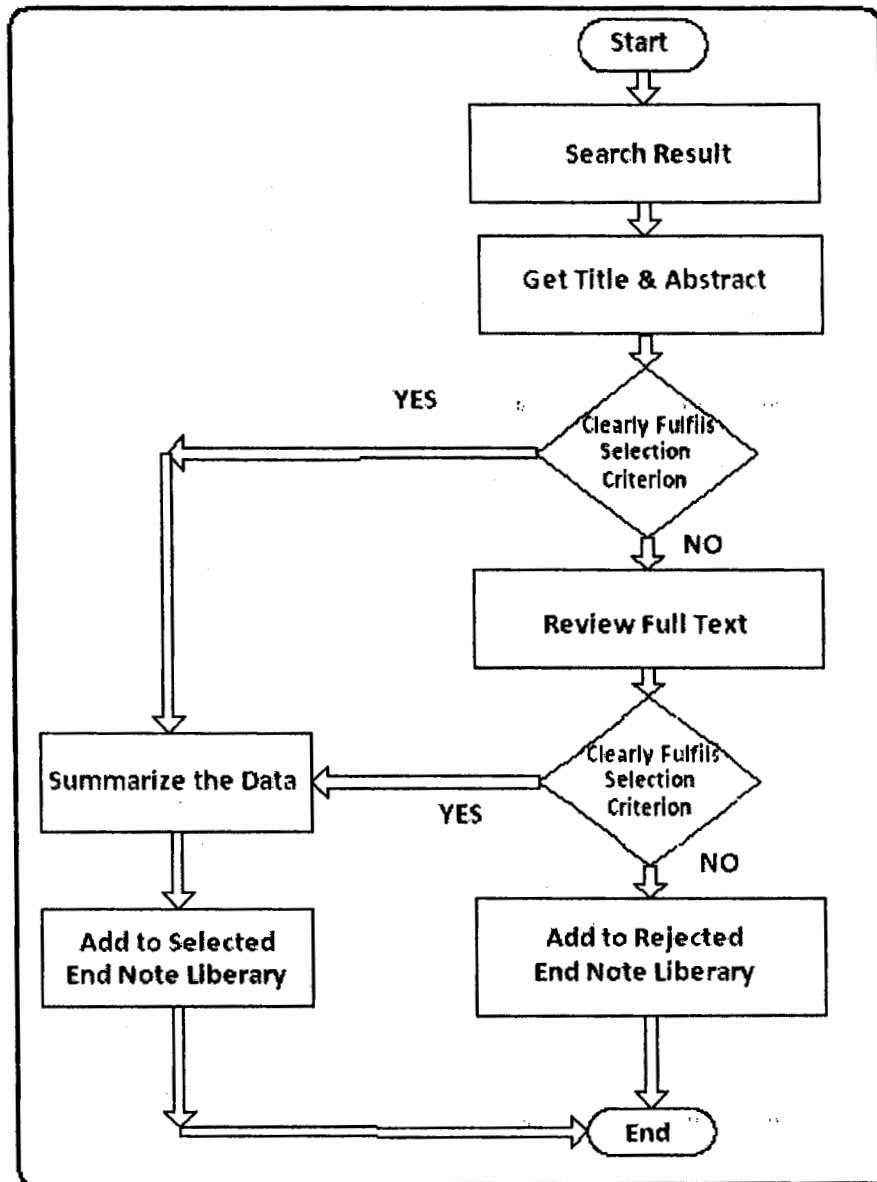 Start
Search Result
Get Title & Abstract
YES
Clearly Fulfils
Selection
Criterion
NO
Review Full Text
Clearly Fulfils
Selection
Criterion
Summarize the Data
YES
NO
Add to Selected
End Note Liberary
Add to Rejected
End Note Liberary
End